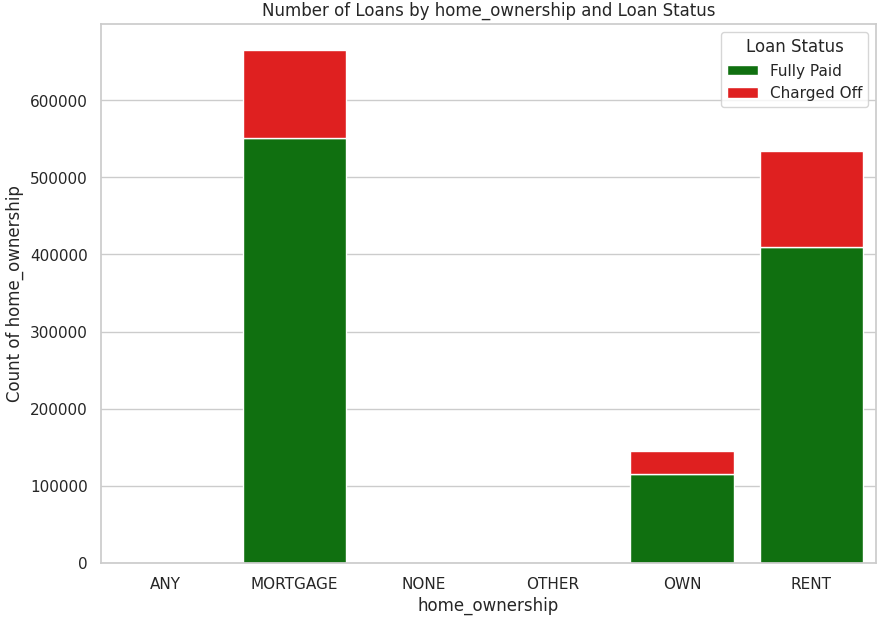 Number of Loans by home_ownership and Loan Status
Loan Status
Fully Paid
Charged Off
Count of home_ownership
600000
500000
400000
300000
200000
100000
0
ANY MORTGAGE NONE OTHER OWN RENT
home_ownership